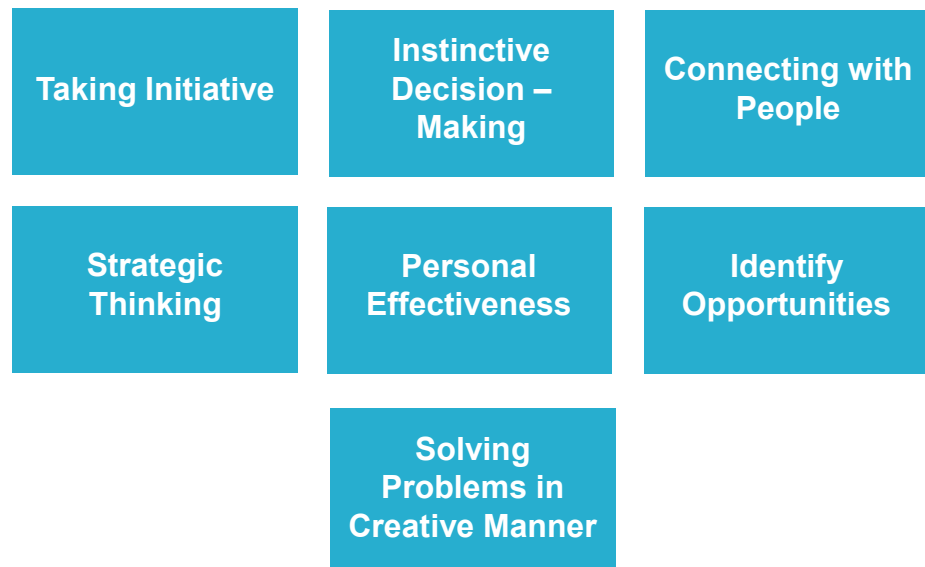 Taking Initiative
Instinctive
Decision –
Making
Connecting with
People
Strategic
Thinking
Personal
Effectiveness
Identify
Opportunities
Solving
Problems in
Creative Manner